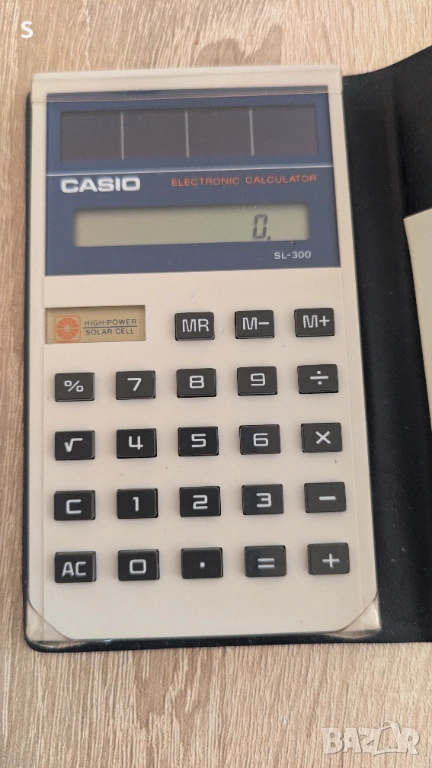 S
CASIO ELECTRONIC CALCULATOR
0.
SL-300
HIGH-POWER
SOLAR CELL
MR M− M+
% 7 8 9 ÷
√ 4 5 6 ×
C 1 2 3 −
AC 0 . = +
BAZAR